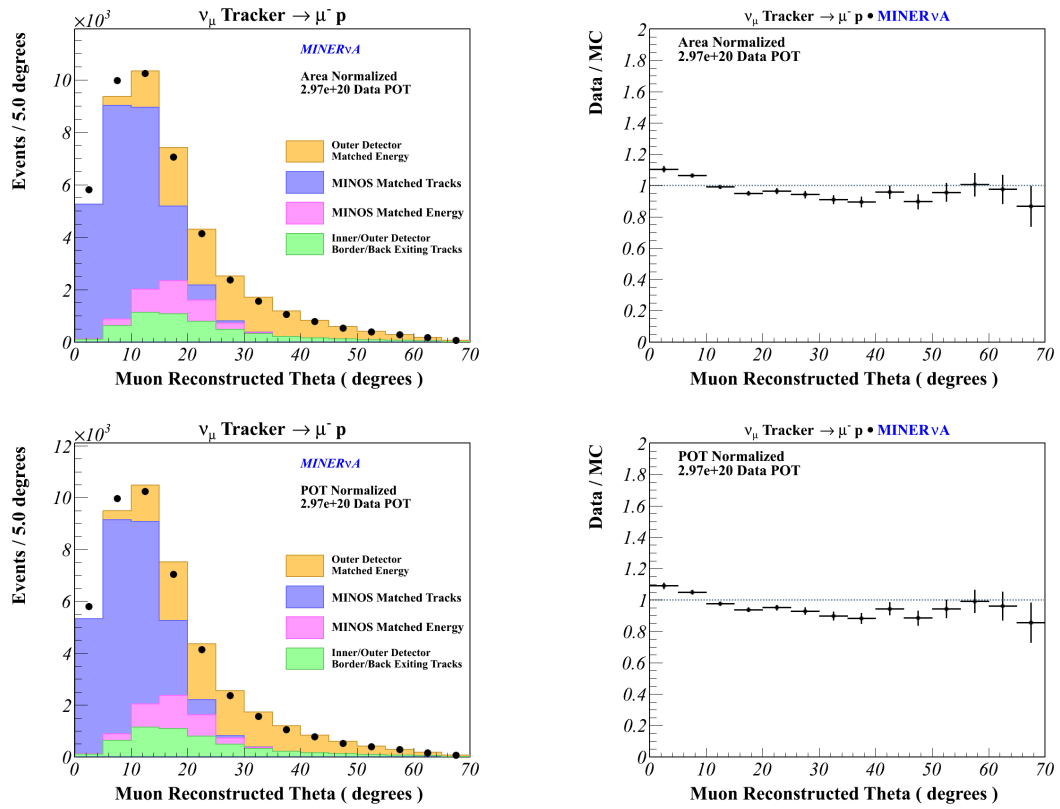 ν_μ Tracker → μ⁻ p
×10³
MINERνA
Area Normalized
2.97e+20 Data POT
Outer Detector
Matched Energy
MINOS Matched Tracks
MINOS Matched Energy
Inner/Outer Detector
Border/Back Exiting Tracks
Events / 5.0 degrees
10
8
6
4
2
0
0 10 20 30 40 50 60 70
Muon Reconstructed Theta ( degrees )
ν_μ Tracker → μ⁻ p • MINERνA
Area Normalized
2.97e+20 Data POT
Data / MC
2
1.8
1.6
1.4
1.2
1
0.8
0.6
0.4
0.2
0
0 10 20 30 40 50 60 70
Muon Reconstructed Theta ( degrees )
ν_μ Tracker → μ⁻ p
×10³
MINERνA
POT Normalized
2.97e+20 Data POT
Outer Detector
Matched Energy
MINOS Matched Tracks
MINOS Matched Energy
Inner/Outer Detector
Border/Back Exiting Tracks
Events / 5.0 degrees
12
10
8
6
4
2
0
0 10 20 30 40 50 60 70
Muon Reconstructed Theta ( degrees )
ν_μ Tracker → μ⁻ p • MINERνA
POT Normalized
2.97e+20 Data POT
Data / MC
2
1.8
1.6
1.4
1.2
1
0.8
0.6
0.4
0.2
0
0 10 20 30 40 50 60 70
Muon Reconstructed Theta ( degrees )